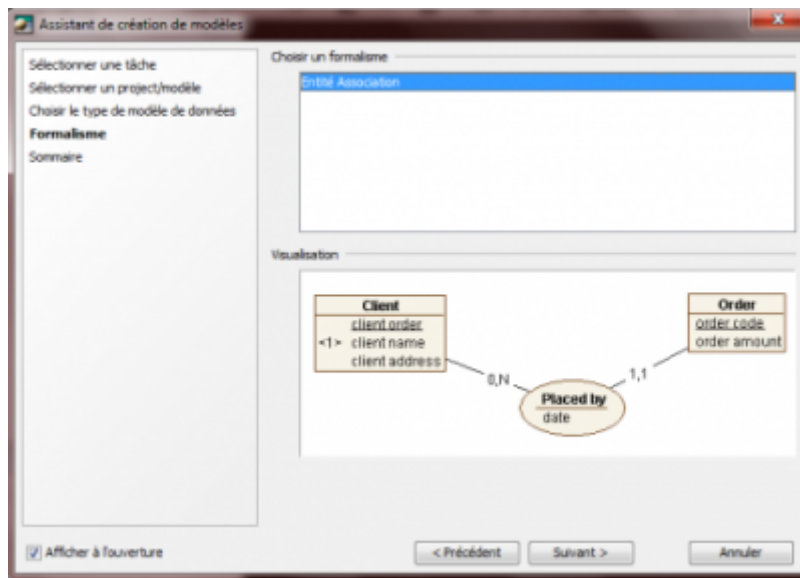 Assistant de création de modèles
Sélectionner une tâche
Sélectionner un project/modèle
Choisir le type de modèle de données
Formalisme
Sommaire
Choisir un formalisme
Entité Association
Visualisation
Client
client order
<1> client name
client address
Order
order code
order amount
0,N
1,1
Placed by
date
Afficher à l'ouverture
< Précédent
Suivant >
Annuler